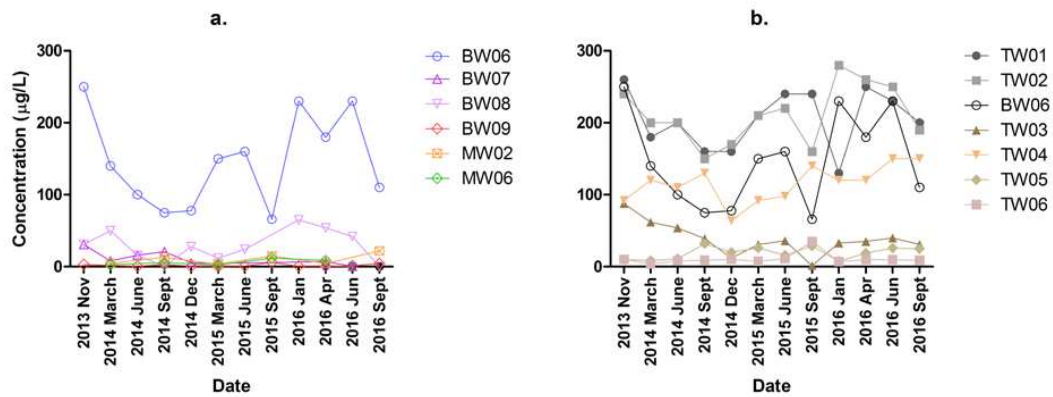 a.
Concentration (µg/L)
300
200
100
0
2013 Nov
2014 March
2014 June
2014 Sept
2014 Dec
2015 March
2015 June
2015 Sept
2016 Jan
2016 Apr
2016 Jun
2016 Sept
Date
BW06
BW07
BW08
BW09
MW02
MW06
b.
300
200
100
0
2013 Nov
2014 March
2014 June
2014 Sept
2014 Dec
2015 March
2015 June
2015 Sept
2016 Jan
2016 Apr
2016 Jun
2016 Sept
Date
TW01
TW02
BW06
TW03
TW04
TW05
TW06